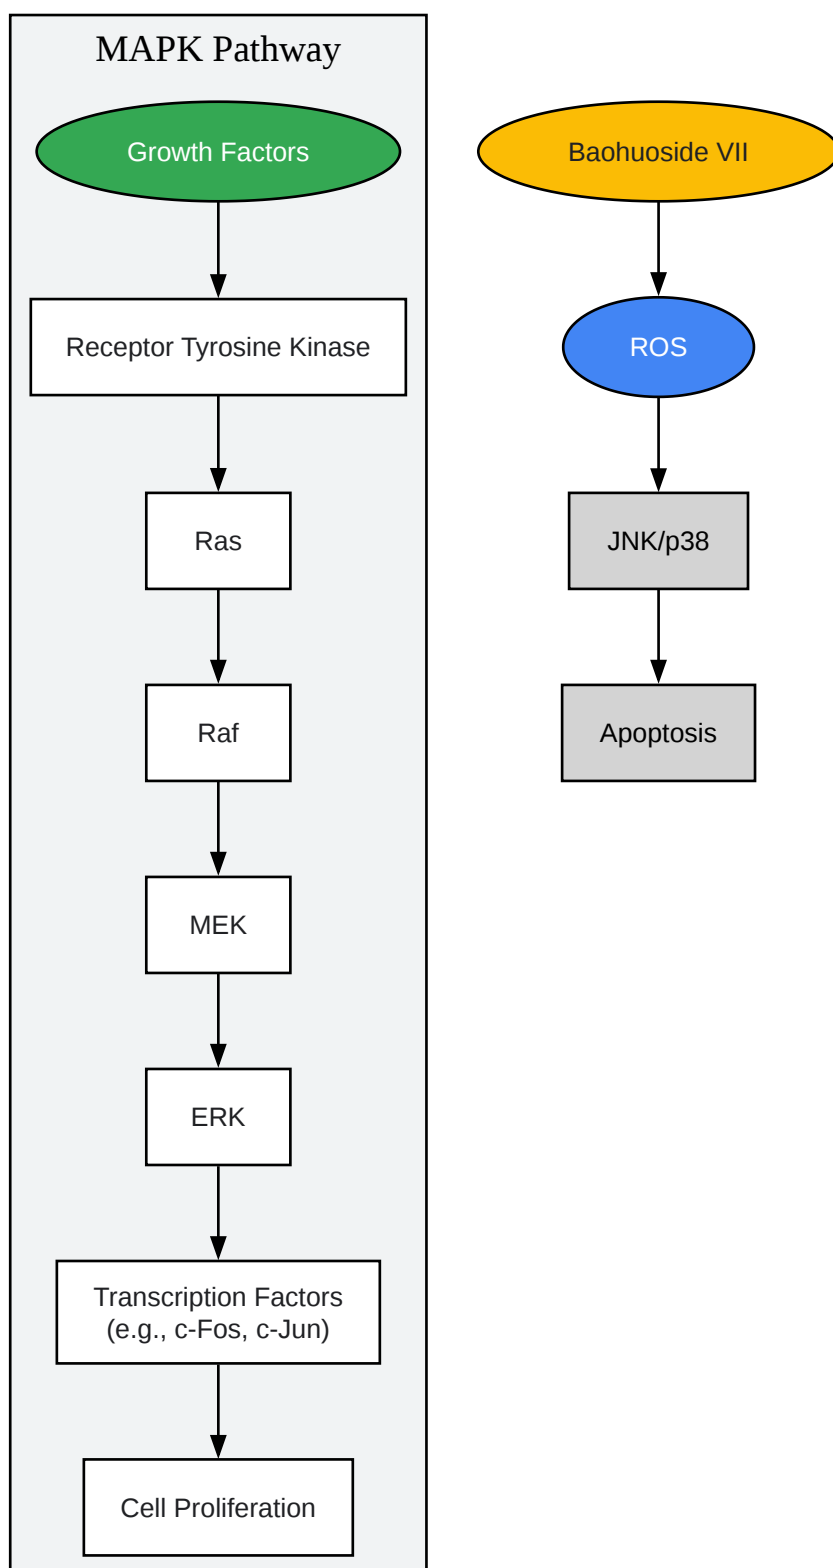 MAPK Pathway
Growth Factors
Receptor Tyrosine Kinase
Ras
Raf
MEK
ERK
Transcription Factors
(e.g., c-Fos, c-Jun)
Cell Proliferation
Baohuoside VII
ROS
JNK/p38
Apoptosis